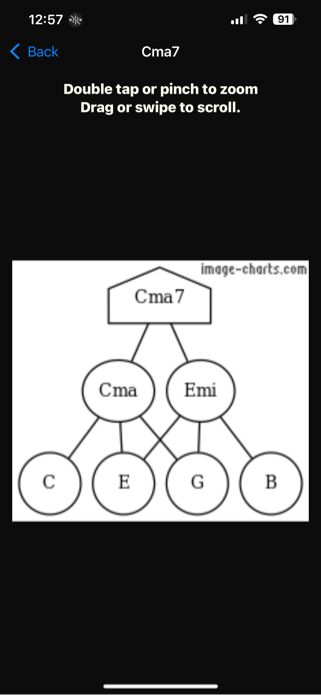 12:57
91
Back
Cma7
Double tap or pinch to zoom
Drag or swipe to scroll.
image-charts.com
Cma7
Cma
Emi
C
E
G
B